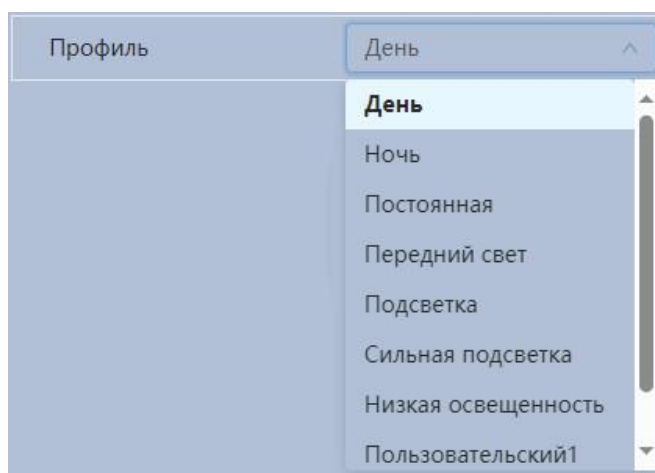 Профиль День
День
Ночь
Постоянная
Передний свет
Подсветка
Сильная подсветка
Низкая освещенность
Пользовательский1